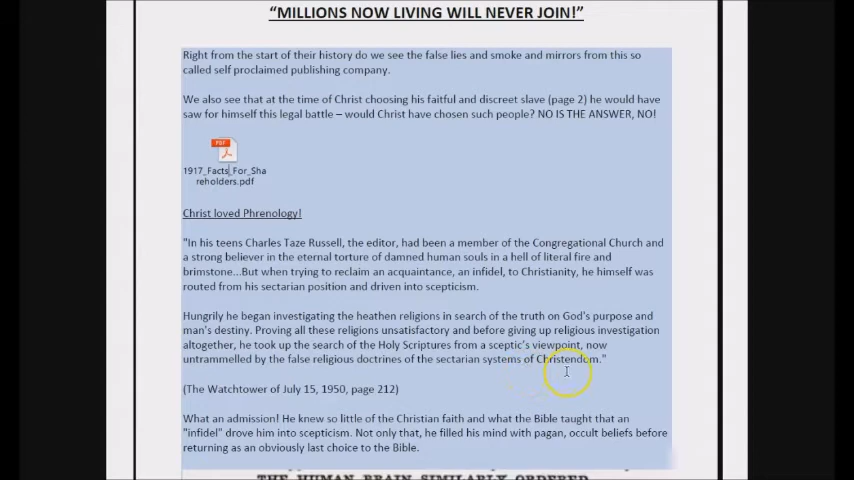 “MILLIONS NOW LIVING WILL NEVER JOIN!”
Right from the start of their history do we see the false lies and smoke and mirrors from this so
called self proclaimed publishing company.
We also see that at the time of Christ choosing his faitful and discreet slave (page 2) he would have
saw for himself this legal battle – would Christ have chosen such people? NO IS THE ANSWER, NO!
PDF
1917_Facts_For_Sha
reholders.pdf
Christ loved Phrenology!
"In his teens Charles Taze Russell, the editor, had been a member of the Congregational Church and
a strong believer in the eternal torture of damned human souls in a hell of literal fire and
brimstone...But when trying to reclaim an acquaintance, an infidel, to Christianity, he himself was
routed from his sectarian position and driven into scepticism.
Hungrily he began investigating the heathen religions in search of the truth on God's purpose and
man's destiny. Proving all these religions unsatisfactory and before giving up religious investigation
altogether, he took up the search of the Holy Scriptures from a sceptic's viewpoint, now
untrammelled by the false religious doctrines of the sectarian systems of Christendom."
(The Watchtower of July 15, 1950, page 212)
What an admission! He knew so little of the Christian faith and what the Bible taught that an
"infidel" drove him into scepticism. Not only that, he filled his mind with pagan, occult beliefs before
returning as an obviously last choice to the Bible.
THE HUMAN BRAIN SIMILARLY ORDERED